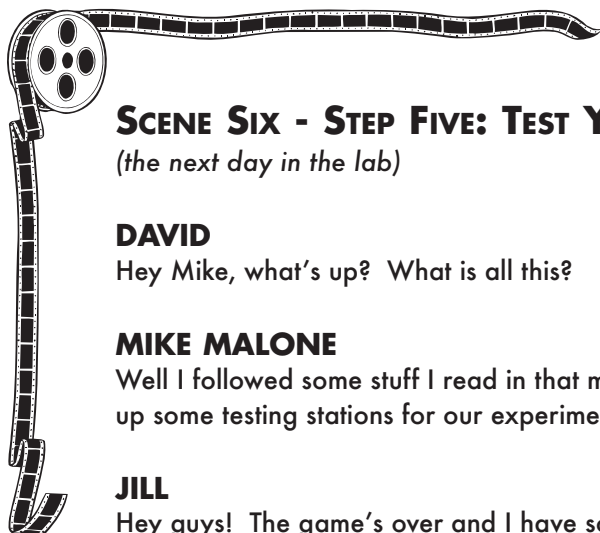 SCENE SIX - STEP FIVE: TEST
(the next day in the lab)
DAVID
Hey Mike, what's up? What is all this?
MIKE MALONE
Well I followed some stuff I read in that
up some testing stations for our
JILL
Hey guys! The game's over and I have